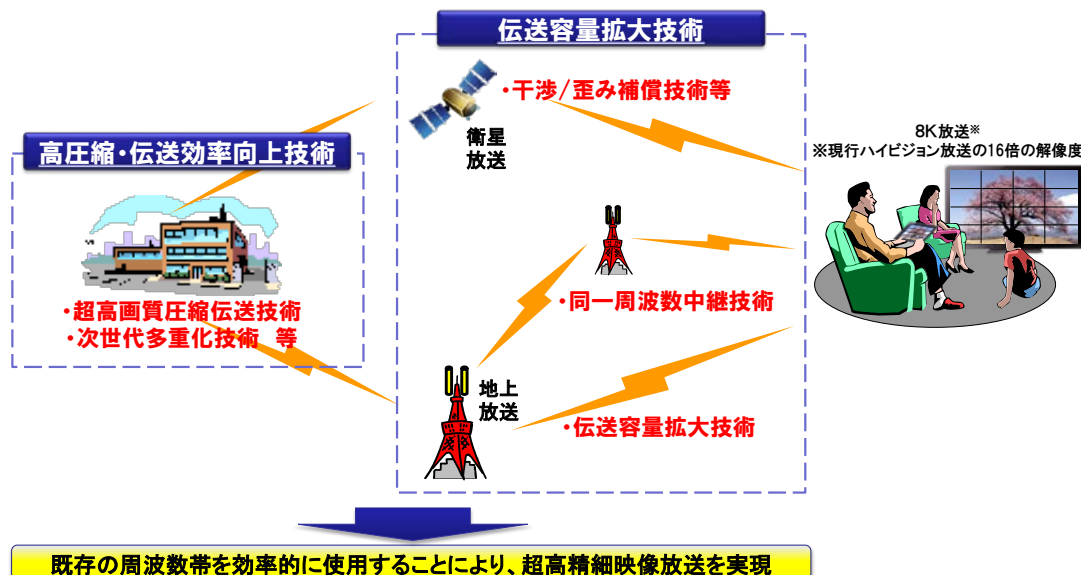 伝送容量拡大技術
・干渉/歪み補償技術等
衛星
放送
高圧縮・伝送効率向上技術
・超高画質圧縮伝送技術
・次世代多重化技術 等
8K放送※
※現行ハイビジョン放送の16倍の解像度
・同一周波数中継技術
地上
放送
・伝送容量拡大技術
既存の周波数帯を効率的に使用することにより、超高精細映像放送を実現